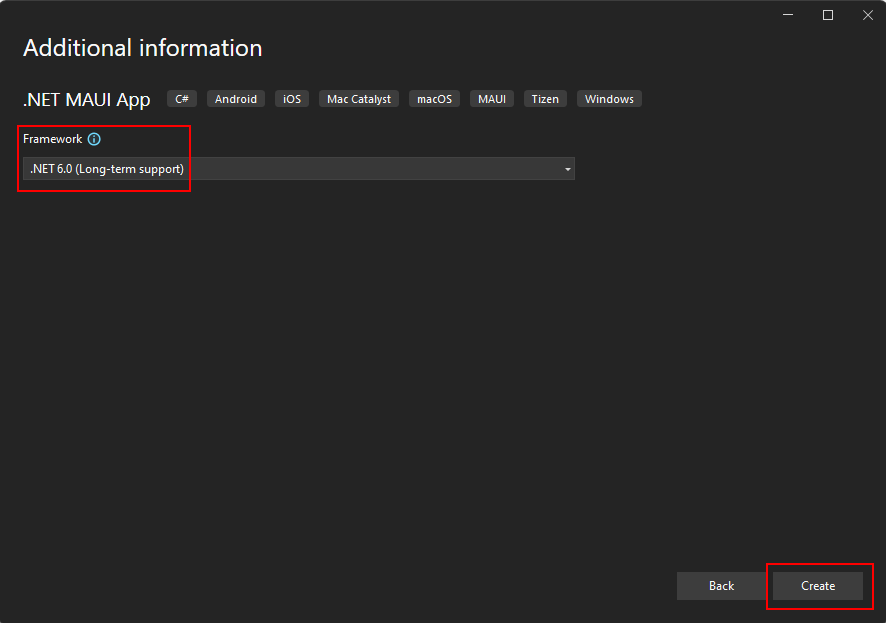 Additional information
.NET MAUI App C# Android iOS Mac Catalyst macOS MAUI Tizen Windows
Framework
.NET 6.0 (Long-term support)
Back Create